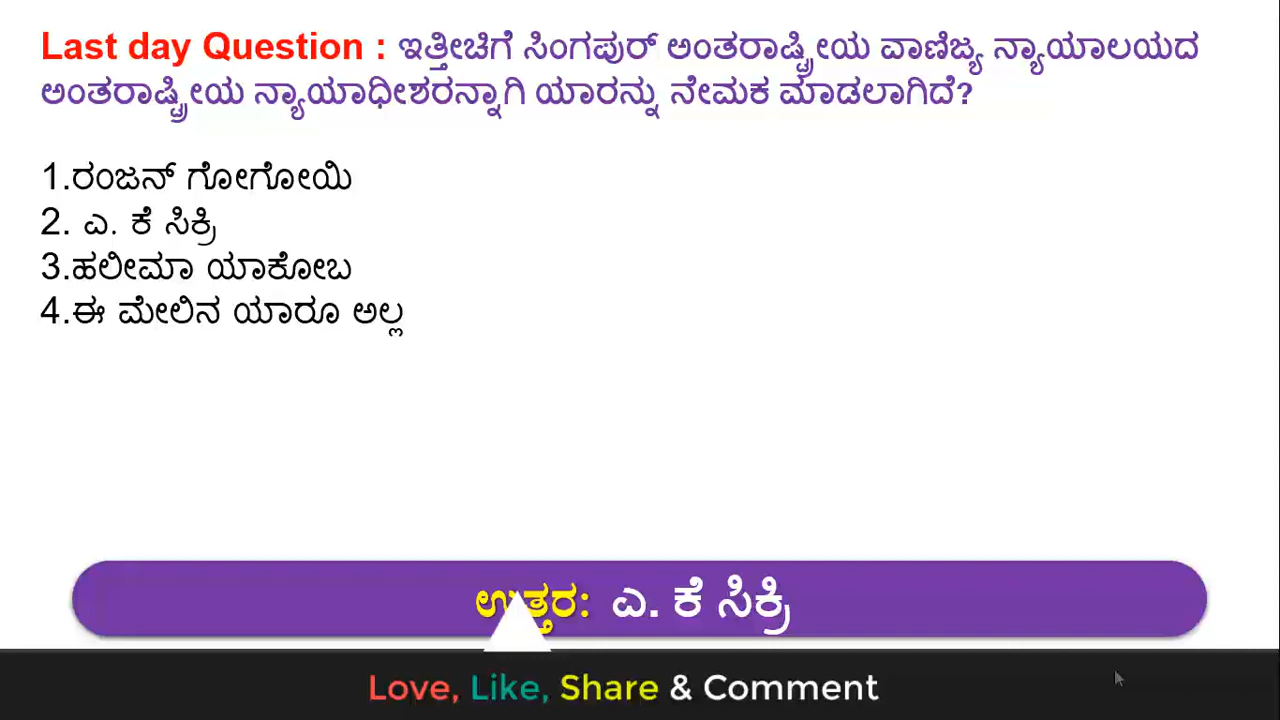 Last day Question : ಇತ್ತೀಚಿಗೆ ಸಿಂಗಪುರ್ ಅಂತರಾಷ್ಟ್ರೀಯ ವಾಣಿಜ್ಯ ನ್ಯಾಯಾಲಯದ
ಅಂತರಾಷ್ಟ್ರೀಯ ನ್ಯಾಯಾಧೀಶರನ್ನಾಗಿ ಯಾರನ್ನು ನೇಮಕ ಮಾಡಲಾಗಿದೆ?
1.ರಂಜನ್ ಗೋಗೋಯಿ
2. ಎ. ಕೆ ಸಿಕ್ರಿ
3.ಹಲೀಮಾ ಯಾಕೋಬ
4.ಈ ಮೇಲಿನ ಯಾರೂ ಅಲ್ಲ
ಉತ್ತರ: ಎ. ಕೆ ಸಿಕ್ರಿ
Love, Like, Share & Comment